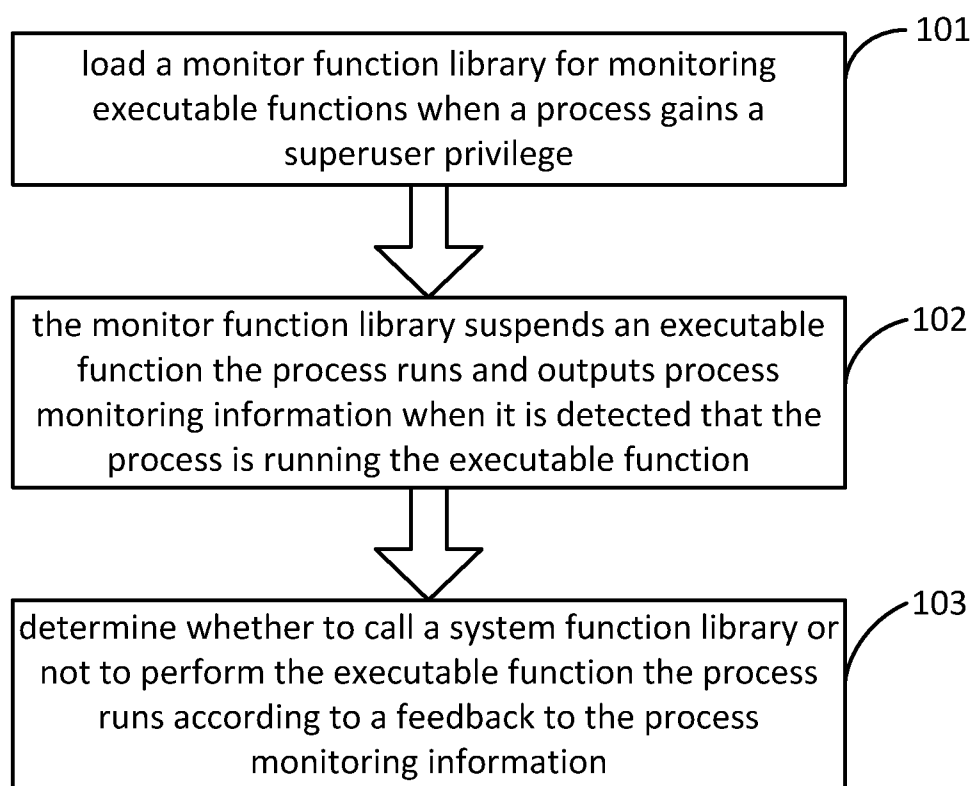 101
load a monitor function library for monitoring
executable functions when a process gains a
superuser privilege
102
the monitor function library suspends an executable
function the process runs and outputs process
monitoring information when it is detected that the
process is running the executable function
103
determine whether to call a system function library or
not to perform the executable function the process
runs according to a feedback to the process
monitoring information